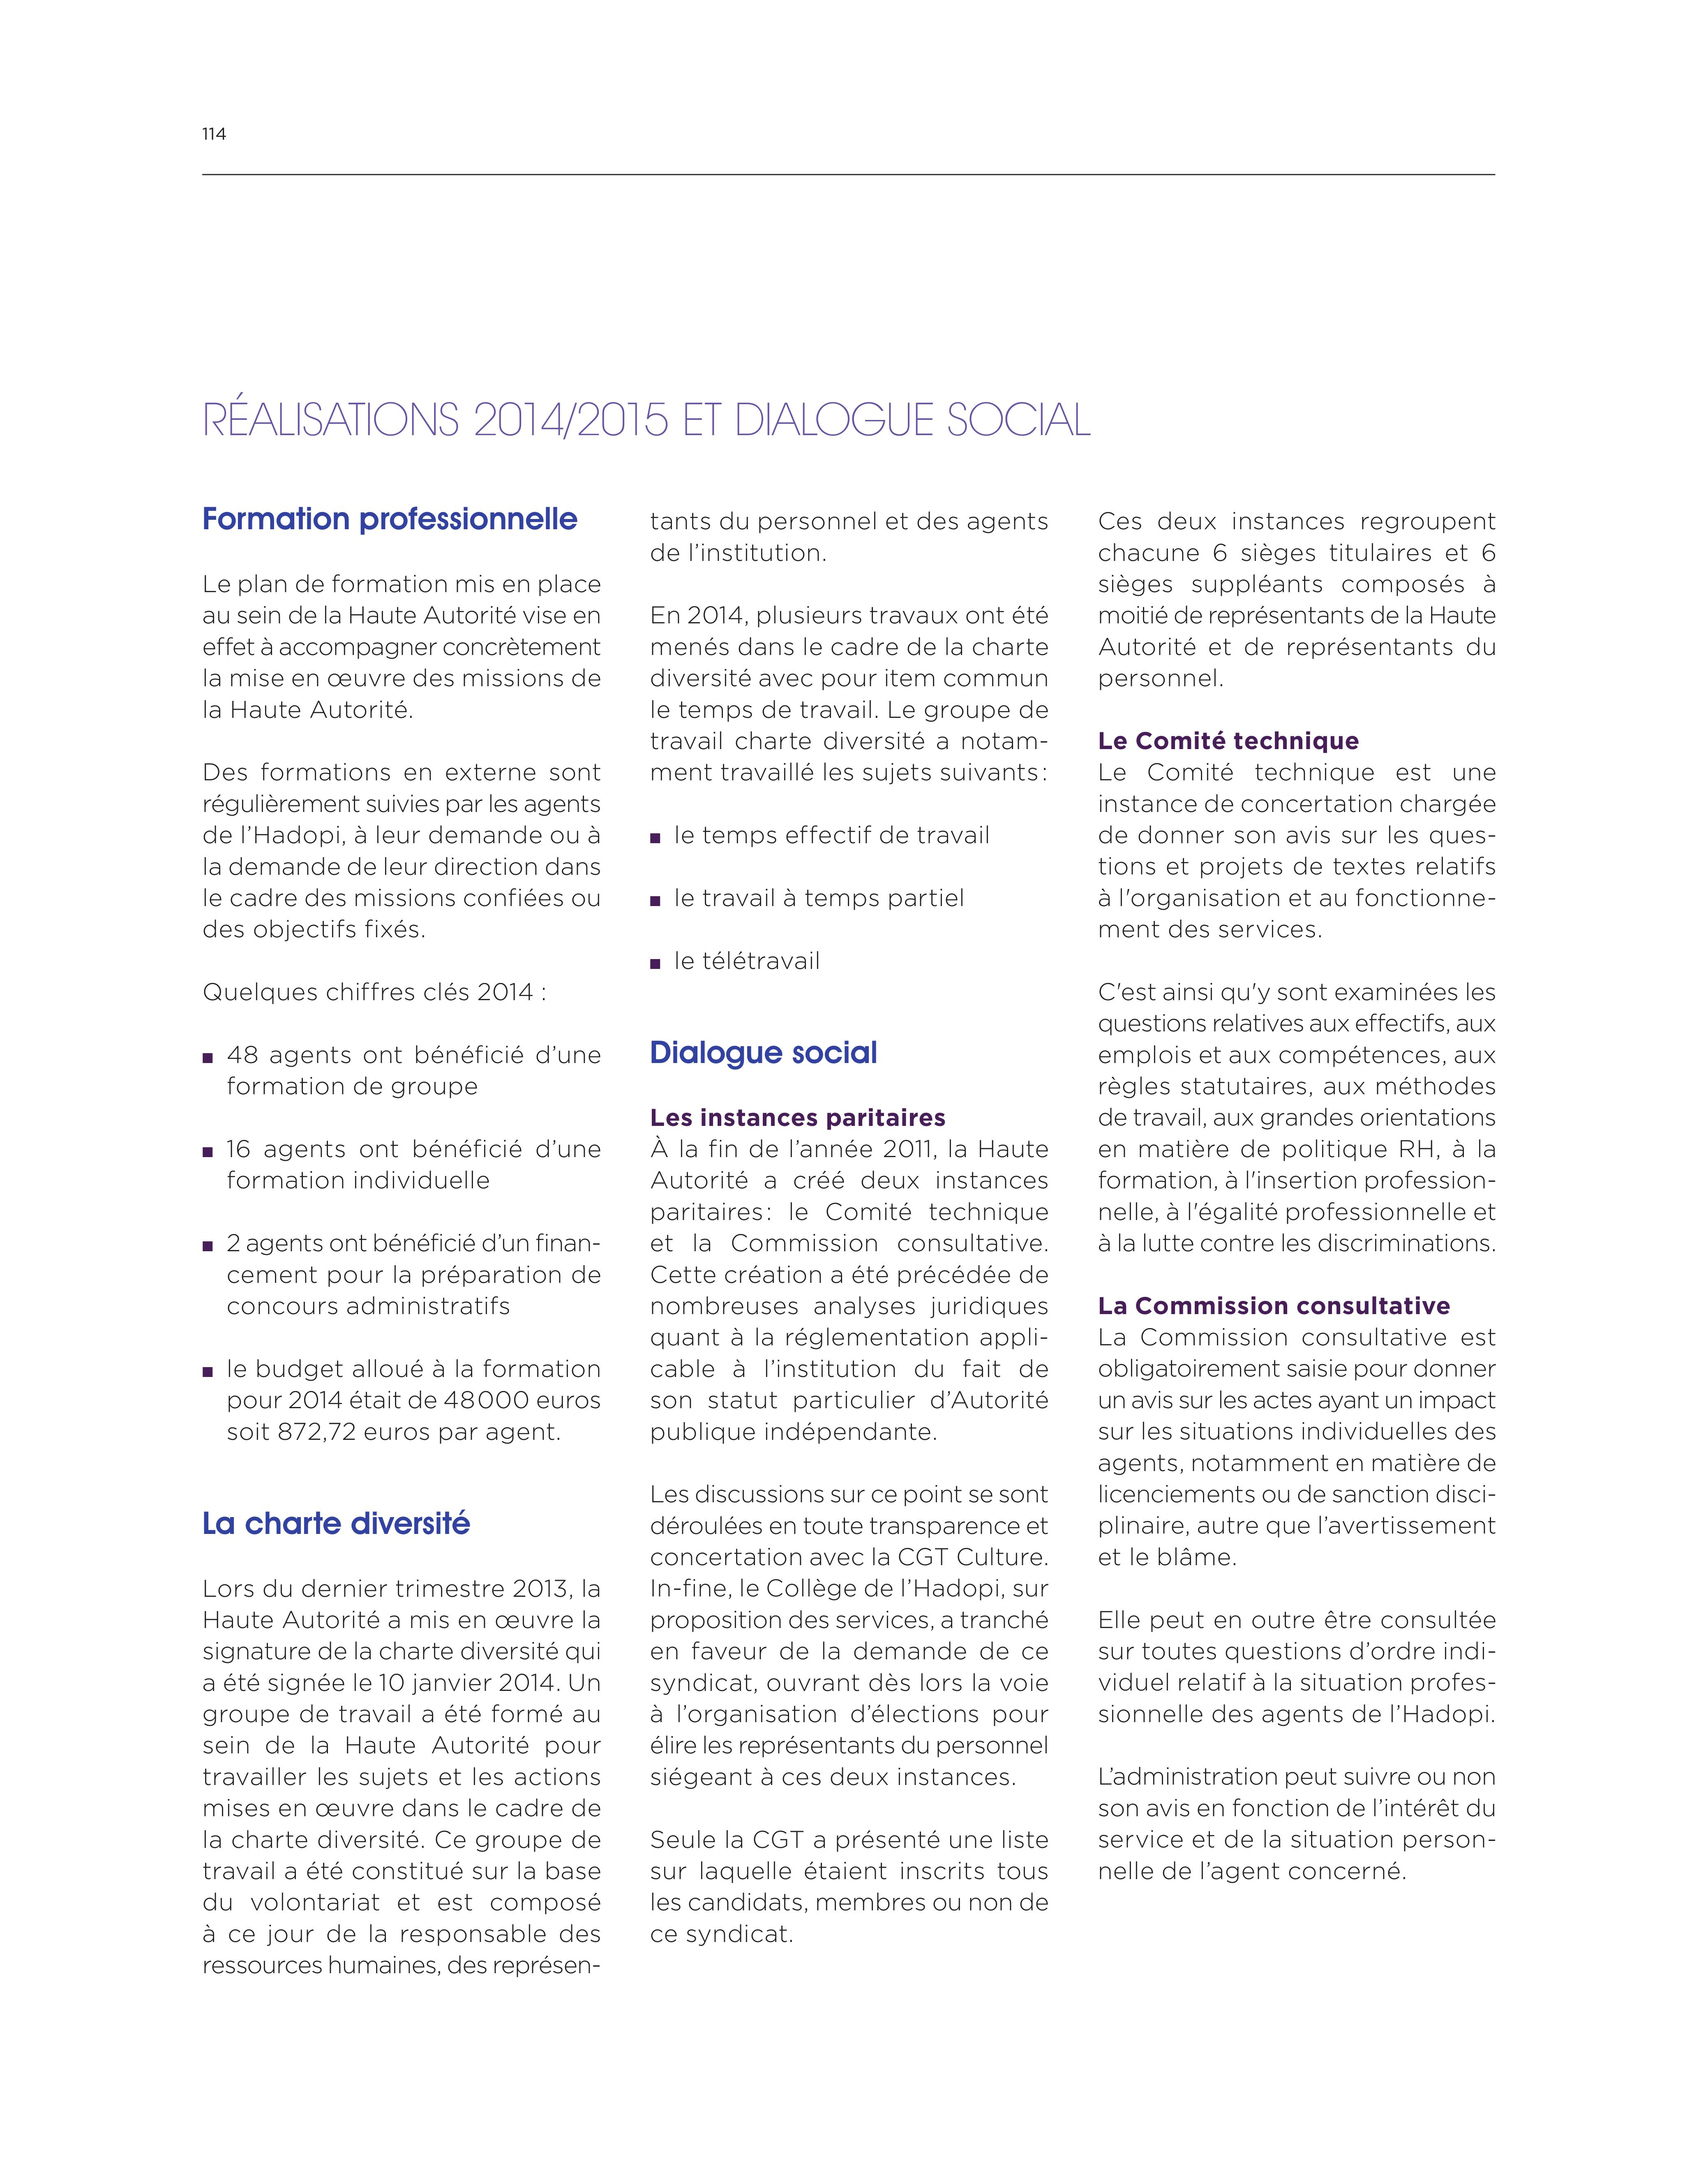 114
RÉALISATIONS 2014/2015 ET DIALOGUE SOCIAL
Formation professionnelle
Le plan de formation mis en place
au sein de la Haute Autorité vise en
effet à accompagner concrètement
la mise en œuvre des missions de
la Haute Autorité.
Des formations en externe sont
régulièrement suivies par les agents
de l’Hadopi, à leur demande ou à
la demande de leur direction dans
le cadre des missions confiées ou
des objectifs fixés.
Quelques chiffres clés 2014 :
■ 48 agents ont bénéficié d’une
formation de groupe
■ 16 agents ont bénéficié d’une
formation individuelle
■ 2 agents ont bénéficié d’un finan-
cement pour la préparation de
concours administratifs
■ le budget alloué à la formation
pour 2014 était de 48000 euros
soit 872,72 euros par agent.
La charte diversité
Lors du dernier trimestre 2013, la
Haute Autorité a mis en œuvre la
signature de la charte diversité qui
a été signée le 10 janvier 2014. Un
groupe de travail a été formé au
sein de la Haute Autorité pour
travailler les sujets et les actions
mises en œuvre dans le cadre de
la charte diversité. Ce groupe de
travail a été constitué sur la base
du volontariat et est composé
à ce jour de la responsable des
ressources humaines, des représen-
tants du personnel et des agents
de l’institution.
En 2014, plusieurs travaux ont été
menés dans le cadre de la charte
diversité avec pour item commun
le temps de travail. Le groupe de
travail charte diversité a notam-
ment travaillé les sujets suivants :
■ le temps effectif de travail
■ le travail à temps partiel
■ le télétravail
Dialogue social
Les instances paritaires
À la fin de l’année 2011, la Haute
Autorité a créé deux instances
paritaires : le Comité technique
et la Commission consultative.
Cette création a été précédée de
nombreuses analyses juridiques
quant à la réglementation appli-
cable à l’institution du fait de
son statut particulier d’Autorité
publique indépendante.
Les discussions sur ce point se sont
déroulées en toute transparence et
concertation avec la CGT Culture.
In-fine, le Collège de l’Hadopi, sur
proposition des services, a tranché
en faveur de la demande de ce
syndicat, ouvrant dès lors la voie
à l’organisation d’élections pour
élire les représentants du personnel
siégeant à ces deux instances.
Seule la CGT a présenté une liste
sur laquelle étaient inscrits tous
les candidats, membres ou non de
ce syndicat.
Ces deux instances regroupent
chacune 6 sièges titulaires et 6
sièges suppléants composés à
moitié de représentants de la Haute
Autorité et de représentants du
personnel.
Le Comité technique
Le Comité technique est une
instance de concertation chargée
de donner son avis sur les ques-
tions et projets de textes relatifs
à l'organisation et au fonctionne-
ment des services.
C'est ainsi qu'y sont examinées les
questions relatives aux effectifs, aux
emplois et aux compétences, aux
règles statutaires, aux méthodes
de travail, aux grandes orientations
en matière de politique RH, à la
formation, à l'insertion profession-
nelle, à l'égalité professionnelle et
à la lutte contre les discriminations.
La Commission consultative
La Commission consultative est
obligatoirement saisie pour donner
un avis sur les actes ayant un impact
sur les situations individuelles des
agents, notamment en matière de
licenciements ou de sanction disci-
plinaire, autre que l’avertissement
et le blâme.
Elle peut en outre être consultée
sur toutes questions d’ordre indi-
viduel relatif à la situation profes-
sionnelle des agents de l’Hadopi.
L’administration peut suivre ou non
son avis en fonction de l’intérêt du
service et de la situation person-
nelle de l’agent concerné.